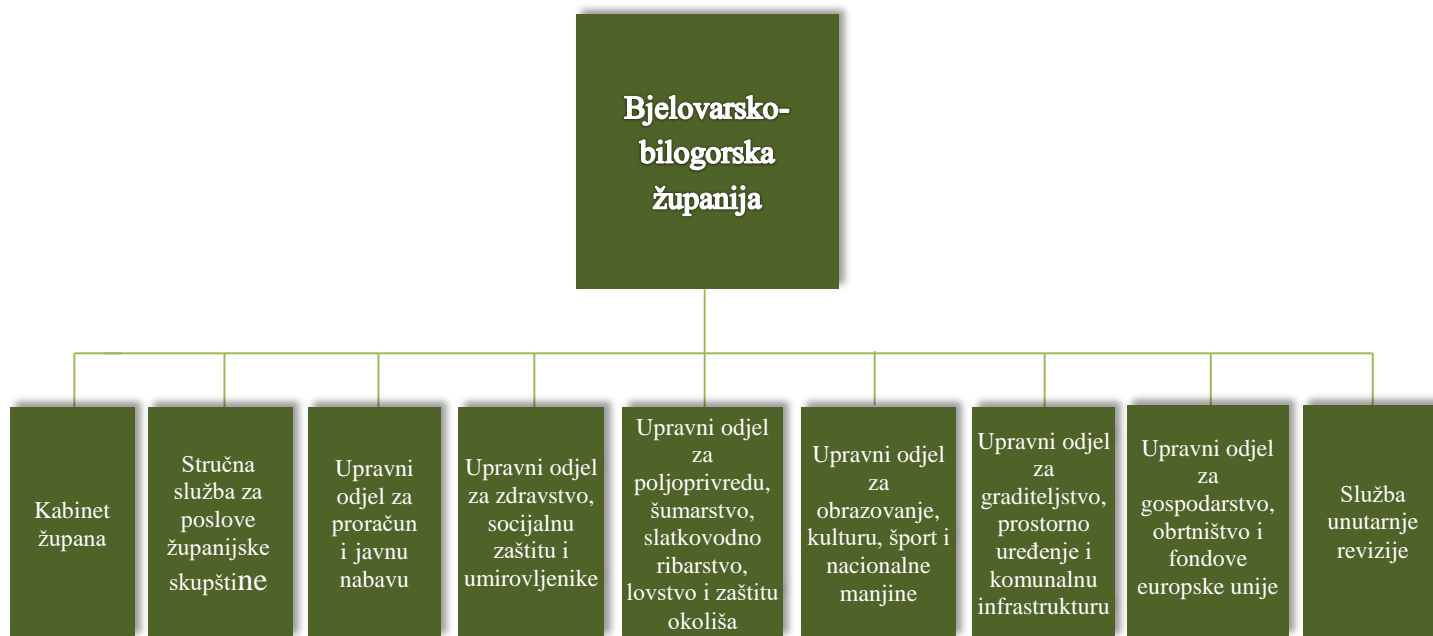 Bjelovarsko-
bilogorska
županija
Kabinet
župana
Stručna
služba za
poslove
županijske
skupštine
Upravni
odjel za
proračun
i javnu
nabavu
Upravni odjel
za zdravstvo,
socijalnu
zaštitu i
umirovljenike
Upravni odjel
za
poljoprivredu,
šumarstvo,
slatkovodno
ribarstvo,
lovstvo i zaštitu
okoliša
Upravni odjel
za
obrazovanje,
kulturu, šport i
nacionalne
manjine
Upravni odjel
za
graditeljstvo,
prostorno
uređenje i
komunalnu
infrastrukturu
Upravni odjel
za
gospodarstvo,
obrtništvo i
fondove
europske unije
Služba
unutarnje
revizije